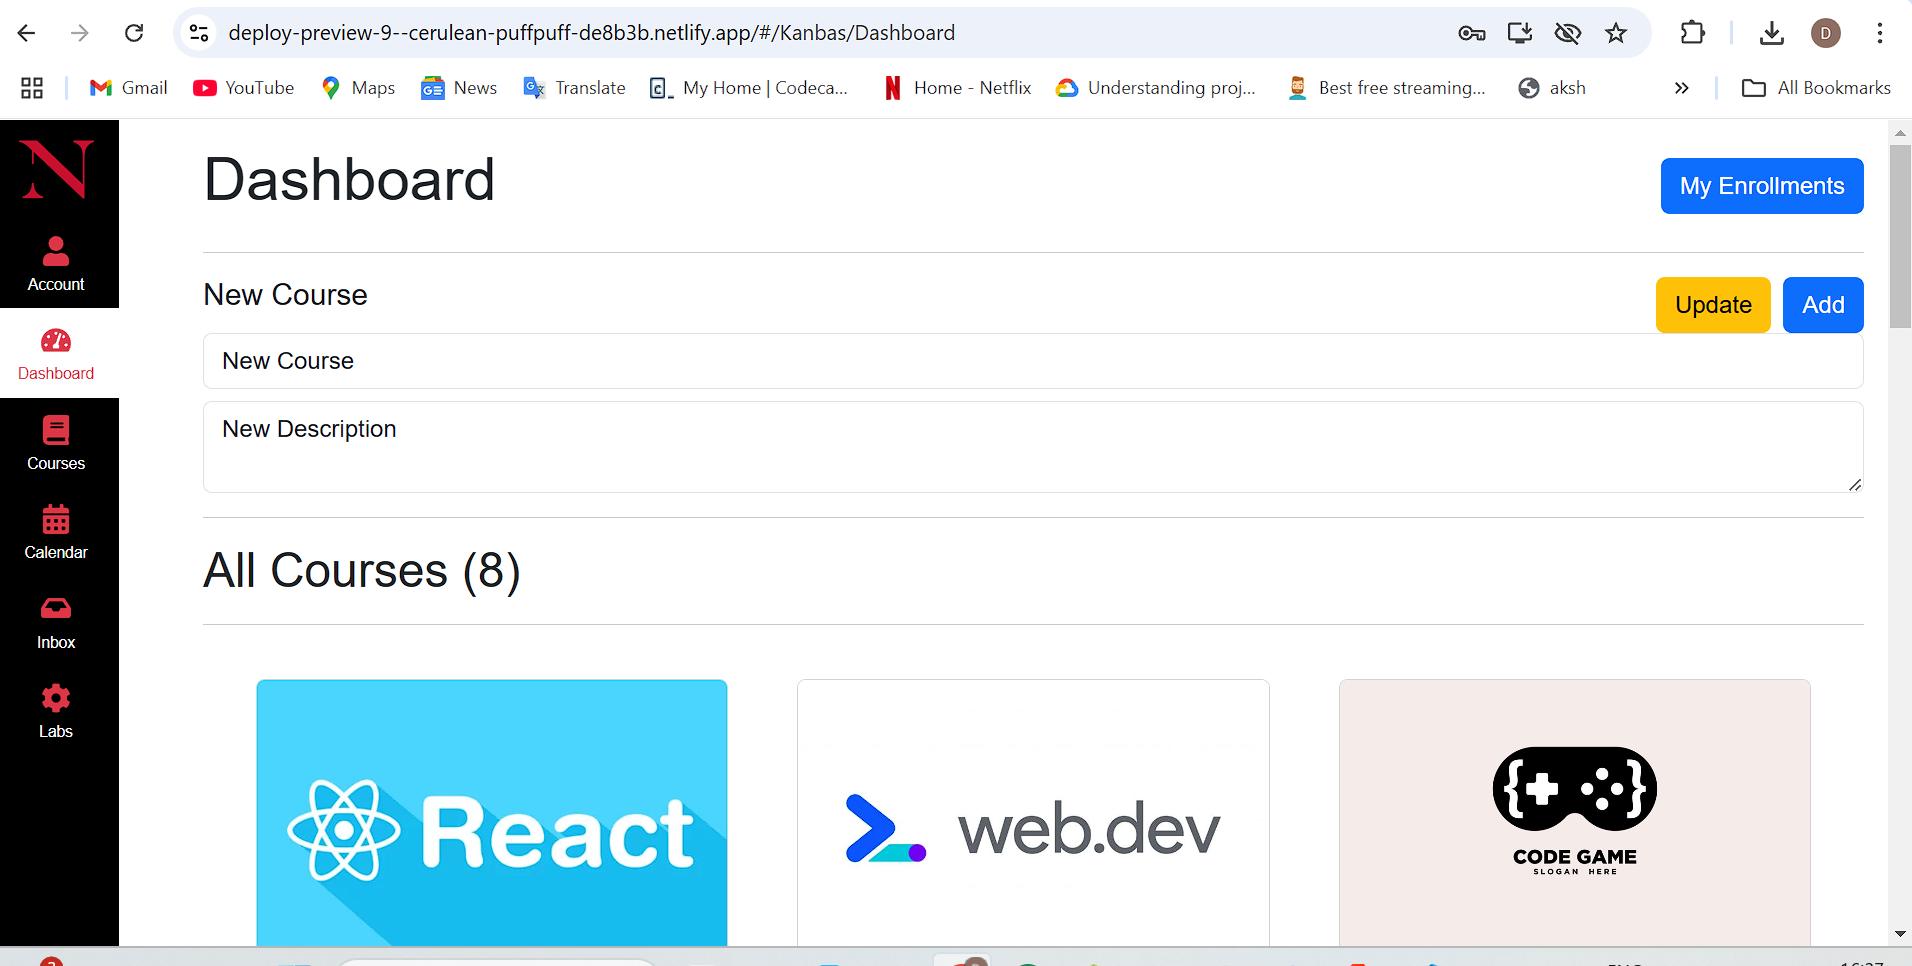 deploy-preview-9--cerulean-puffpuff-de8b3b.netlify.app/#/Kanbas/Dashboard
D
Gmail
YouTube
Maps
News
Translate
My Home | Codeca...
Home - Netflix
Understanding proj...
Best free streaming...
aksh
All Bookmarks
N
Account
Dashboard
Courses
Calendar
Inbox
Labs
Dashboard
My Enrollments
New Course
Update
Add
New Course
New Description
All Courses (8)
React
web.dev
CODE GAME
SLOGAN HERE